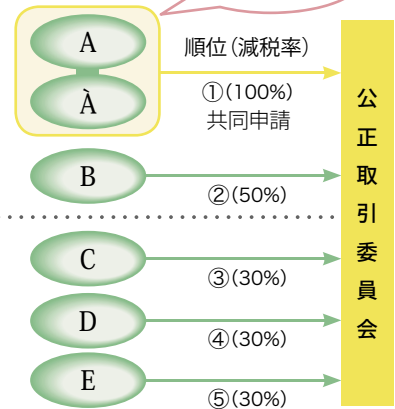 A
À
順位(減税率)
①(100%)
共同申請
B
②(50%)
C
③(30%)
D
④(30%)
E
⑤(30%)
公正取引委員会